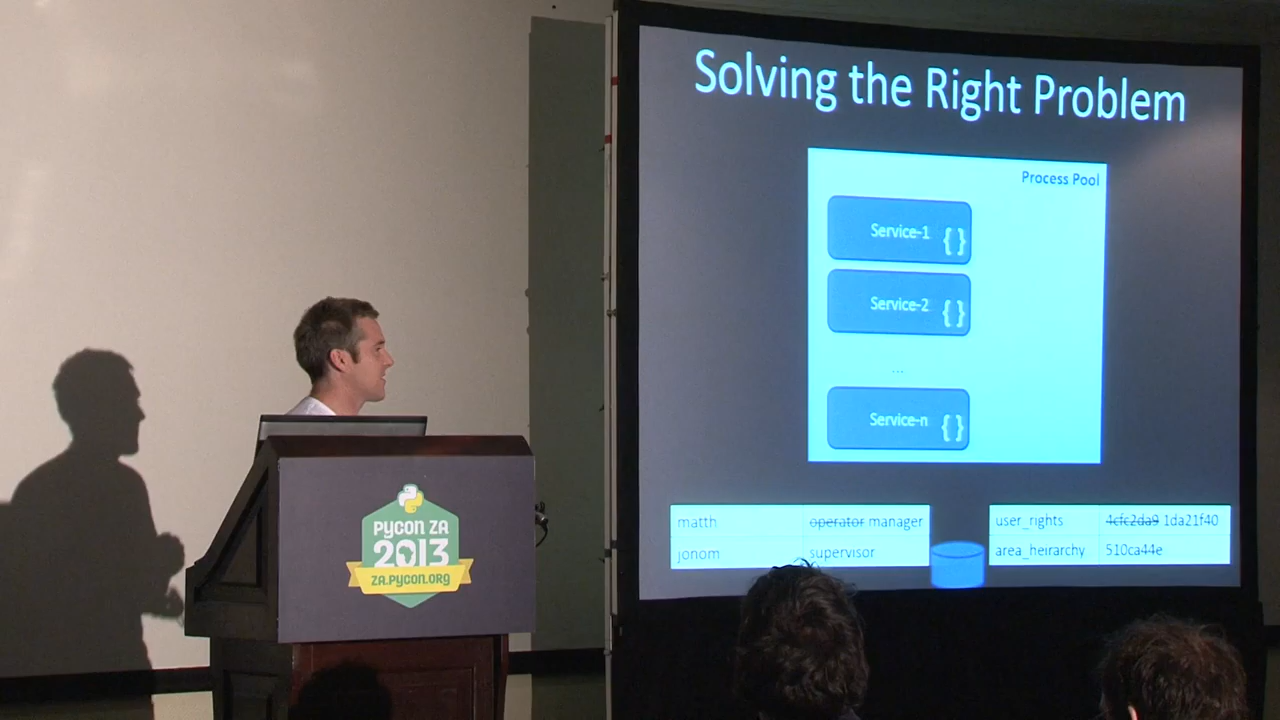 Solving the Right Problem
Process Pool
Service-1 { }
Service-2 { }
...
Service-n { }
matth operator manager
jonom supervisor
user_rights 4cfc2da9 1da21f40
area_heirarchy 510ca44e
PYCON ZA
2013
ZA.PYCON.ORG